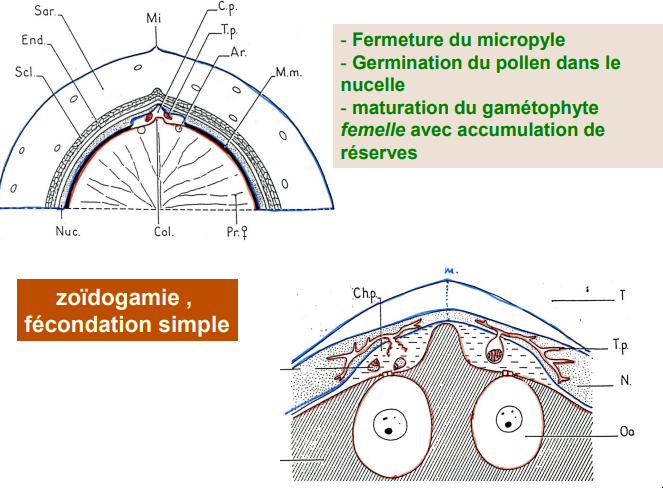 Sar.
Mi
C.p.
T.p.
Ar.
End.
Scl.
M.m.
Nuc.
Col.
Pr.♀
- Fermeture du micropyle
- Germination du pollen dans le
nucelle
- maturation du gamétophyte
femelle avec accumulation de
réserves
zoïdogamie ,
fécondation simple
m.
Ch.p.
T
T.p.
N.
Oa